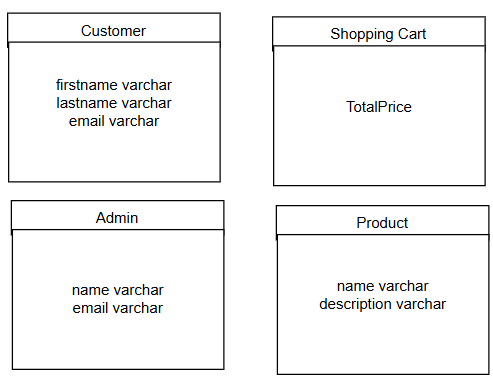 Customer
firstname varchar
lastname varchar
email varchar
Shopping Cart
TotalPrice
Admin
name varchar
email varchar
Product
name varchar
description varchar